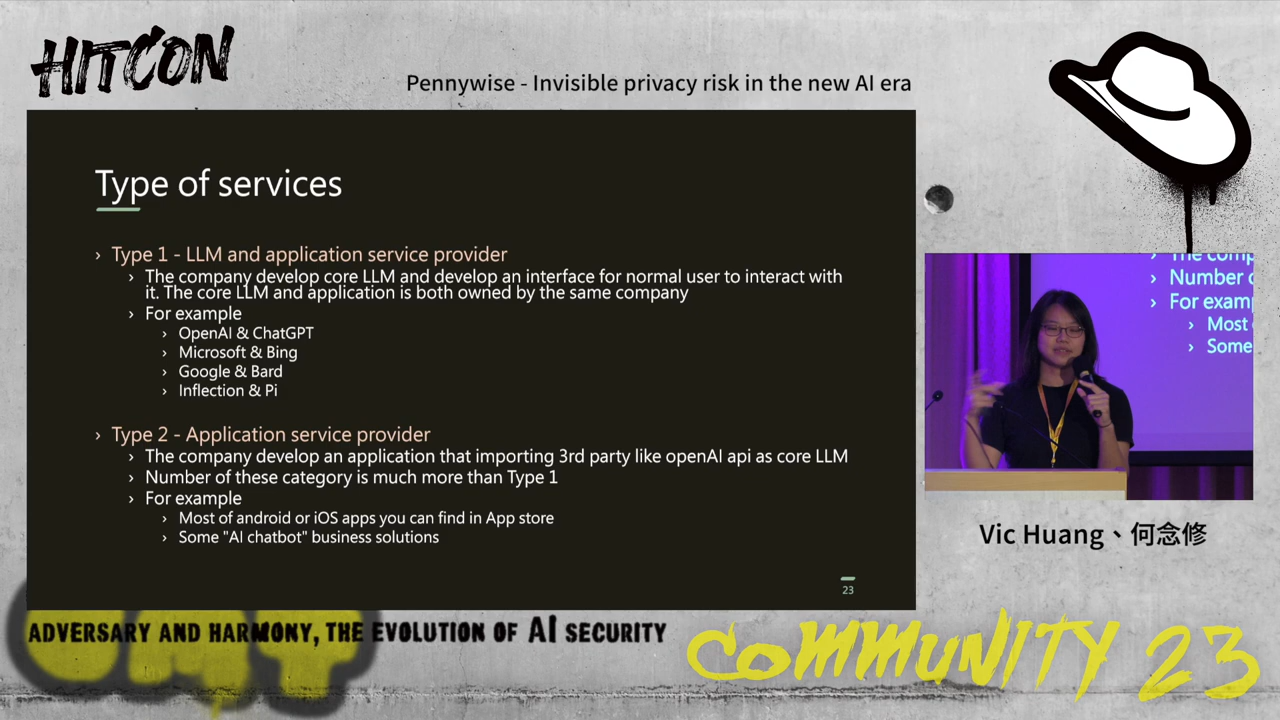 HITCON
Pennywise - Invisible privacy risk in the new AI era
Type of services
› Type 1 - LLM and application service provider
› The company develop core LLM and develop an interface for normal user to interact with
it. The core LLM and application is both owned by the same company
› For example
› OpenAI & ChatGPT
› Microsoft & Bing
› Google & Bard
› Inflection & Pi
› Type 2 - Application service provider
› The company develop an application that importing 3rd party like openAI api as core LLM
› Number of these category is much more than Type 1
› For example
› Most of android or iOS apps you can find in App store
› Some "AI chatbot" business solutions
23
› Number
› For exam
› Most
› Some
Vic Huang、何念修
ADVERSARY AND HARMONY, THE EVOLUTION OF AI SECURITY
COMMUNITY 23